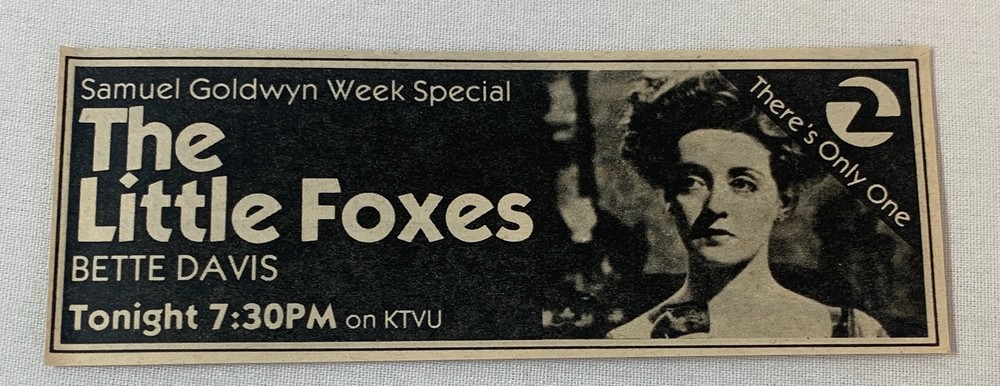 Samuel Goldwyn Week Special
The
Little Foxes
BETTE DAVIS
Tonight 7:30PM on KTVU
There's Only One
2